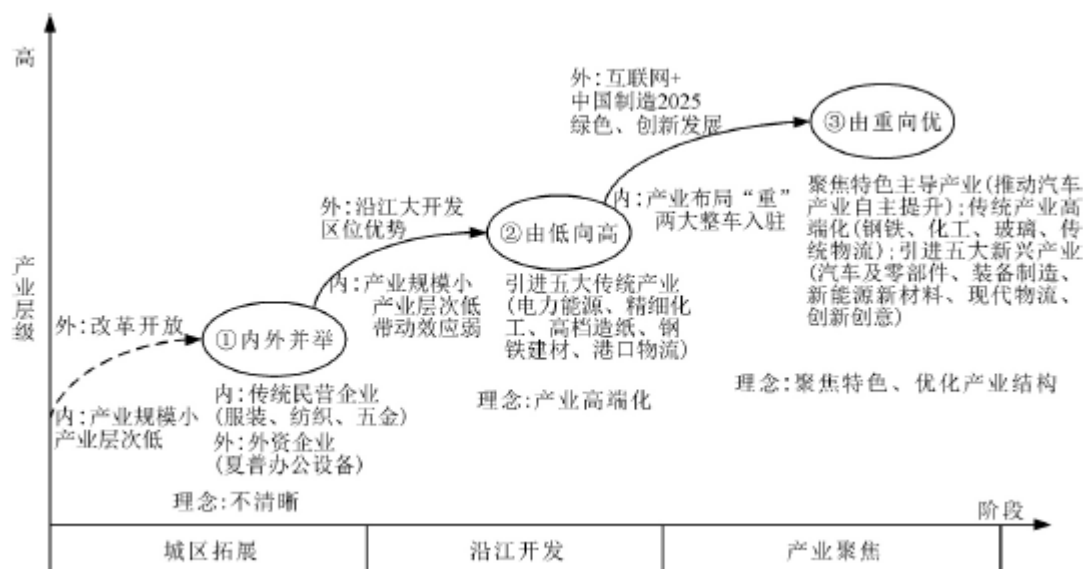 高
产业层级
外:改革开放
内:产业规模小
产业层次低
①内外并举
内:传统民营企业
(服装、纺织、五金)
外:外资企业
(夏普办公设备)
理念:不清晰
外:沿江大开发
区位优势
内:产业规模小
产业层次低
带动效应弱
②由低向高
引进五大传统产业
(电力能源、精细化
工、高档造纸、钢
铁建材、港口物流)
理念:产业高端化
外:互联网+
中国制造2025
绿色、创新发展
内:产业布局“重”
两大整车入驻
③由重向优
聚焦特色主导产业(推动汽车
产业自主提升);传统产业高
端化(钢铁、化工、玻璃、传
统物流);引进五大新兴产业
(汽车及零部件、装备制造、
新能源新材料、现代物流、
创新创意)
理念:聚焦特色、优化产业结构
阶段
城区拓展
沿江开发
产业聚焦